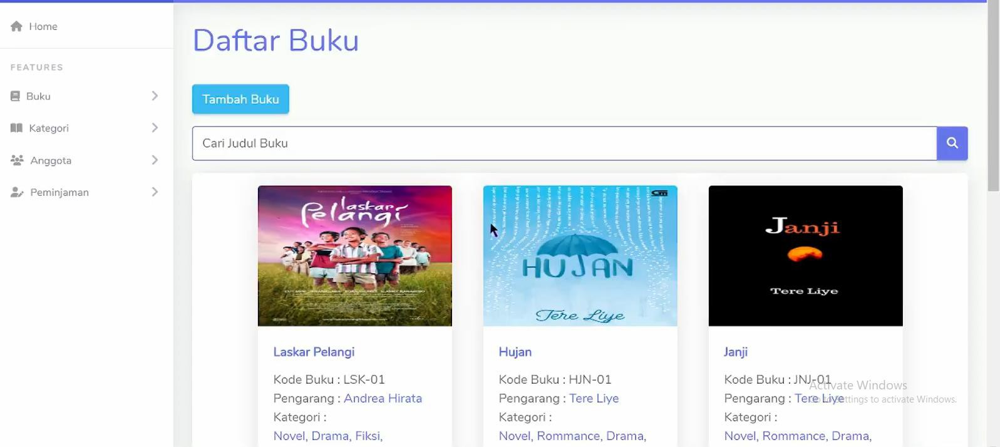 Home
Daftar Buku
FEATURES
Buku
Tambah Buku
Kategori
Cari Judul Buku
Anggota
Peminjaman
laskar
Pelangi
HUJAN
Tere Liye
Janji
Tere Liye
Laskar Pelangi
Kode Buku : LSK-01
Pengarang : Andrea Hirata
Kategori :
Novel, Drama, Fiksi,
Hujan
Kode Buku : HJN-01
Pengarang : Tere Liye
Kategori :
Novel, Rommance, Drama,
Janji
Kode Buku : JNJ-01
Pengarang : Tere Liye
Kategori :
Novel, Rommance, Drama,
Activate Windows
Go to Settings to activate Windows.